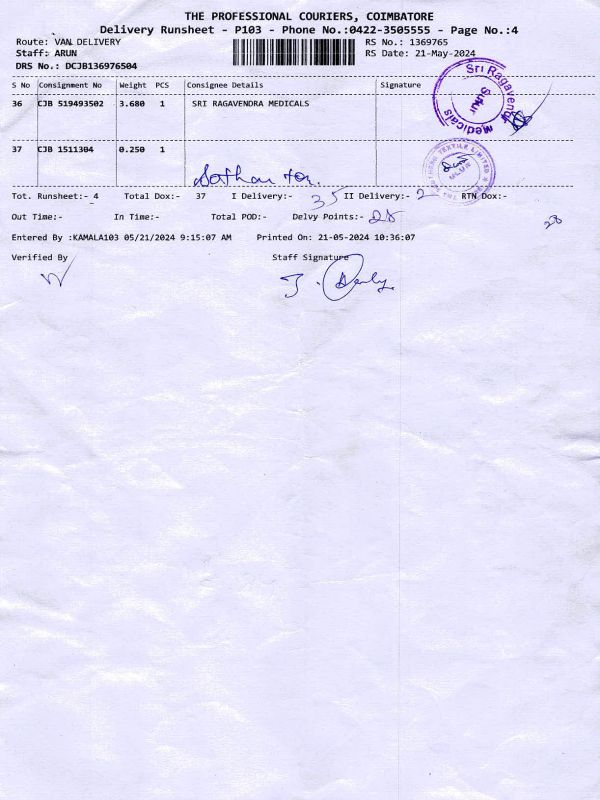 THE PROFESSIONAL COURIERS, COIMBATORE
Delivery Runsheet - P103 - Phone No.:0422-3505555 - Page No.:4
Route: VAN DELIVERY RS No.: 1369765
Staff: ARUN RS Date: 21-May-2024
DRS No.: DCJB136976504
S No Consignment No Weight PCS Consignee Details Signature
36 CJB 519493502 3.680 1 SRI RAGAVENDRA MEDICALS
Sri Ragavendra Medicals Sulur
37 CJB 1511304 0.250 1
Tot. Runsheet:- 4 Total Dox:- 37 I Delivery:- 35 II Delivery:- 2 RTN Dox:-
Out Time:- In Time:- Total POD:- Delvy Points:- 28
28
Entered By :KAMALA103 05/21/2024 9:15:07 AM Printed On: 21-05-2024 10:36:07
Verified By Staff Signature